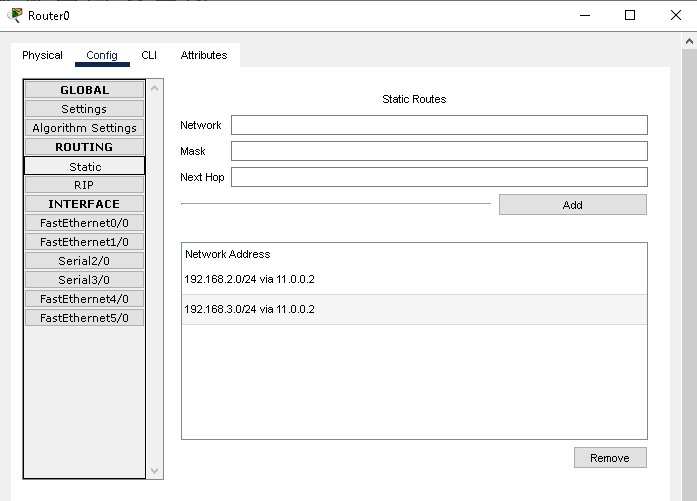 Router0
Physical Config CLI Attributes
GLOBAL
Settings
Algorithm Settings
ROUTING
Static
RIP
INTERFACE
FastEthernet0/0
FastEthernet1/0
Serial2/0
Serial3/0
FastEthernet4/0
FastEthernet5/0
Static Routes
Network
Mask
Next Hop
Add
Network Address
192.168.2.0/24 via 11.0.0.2
192.168.3.0/24 via 11.0.0.2
Remove